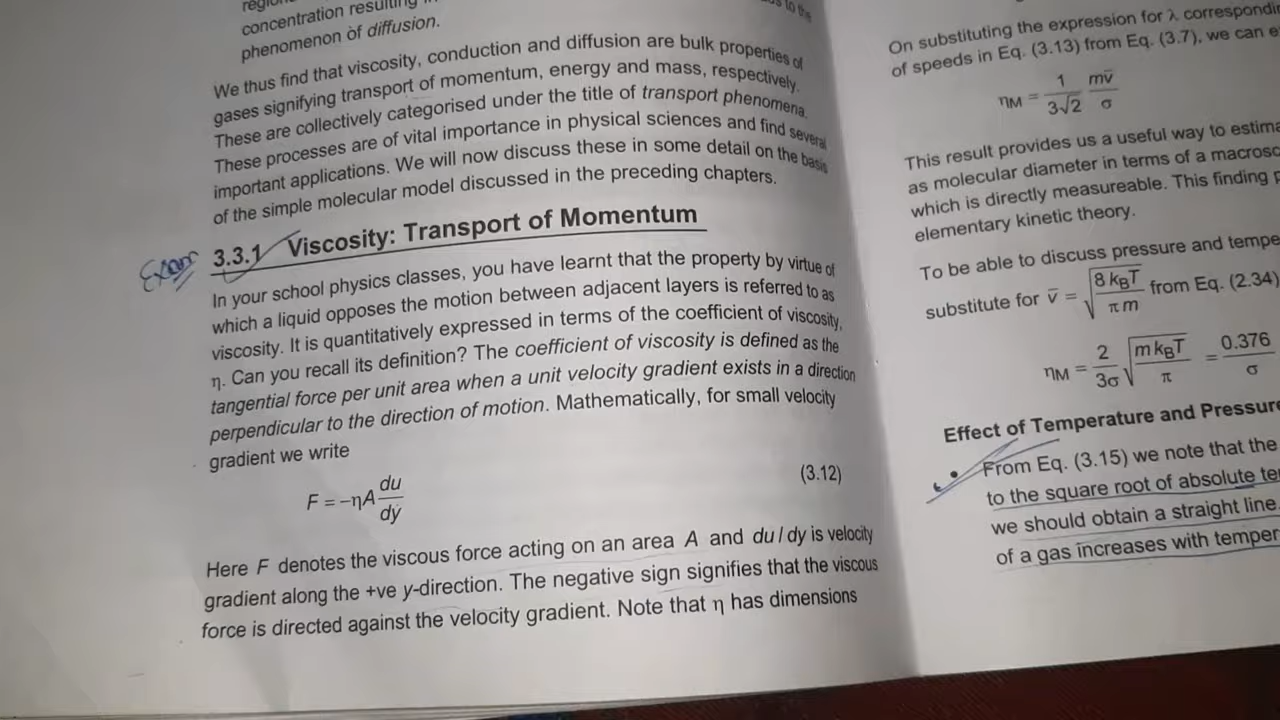 concentration resulting
phenomenon of diffusion.
We thus find that viscosity, conduction and diffusion are bulk properties of
gases signifying transport of momentum, energy and mass, respectively.
These are collectively categorised under the title of transport phenomena.
These processes are of vital importance in physical sciences and find several
important applications. We will now discuss these in some detail on the basis
of the simple molecular model discussed in the preceding chapters.
Exam 3.3.1 Viscosity: Transport of Momentum
In your school physics classes, you have learnt that the property by virtue of
which a liquid opposes the motion between adjacent layers is referred to as
viscosity. It is quantitatively expressed in terms of the coefficient of viscosity,
η. Can you recall its definition? The coefficient of viscosity is defined as the
tangential force per unit area when a unit velocity gradient exists in a direction
perpendicular to the direction of motion. Mathematically, for small velocity
gradient we write
F = −ηA du/dy (3.12)
Here F denotes the viscous force acting on an area A and du/dy is velocity
gradient along the +ve y-direction. The negative sign signifies that the viscous
force is directed against the velocity gradient. Note that η has dimensions
to the
On substituting the expression for λ
of speeds in Eq. (3.13) from Eq. (3.7), we can
ηM = 1/3√2 mv̄/σ
This result provides us a useful way to
as molecular diameter in terms of a
which is directly measureable. This finding
elementary kinetic theory.
To be able to discuss pressure and
substitute for v̄ = √(8 kBT/π m) from Eq. (2.34)
ηM = 2/3σ √(m kBT/π) = 0.376/σ
Effect of Temperature and Pressure
• From Eq. (3.15) we note that the
to the square root of absolute
we should obtain a straight line.
of a gas increases with